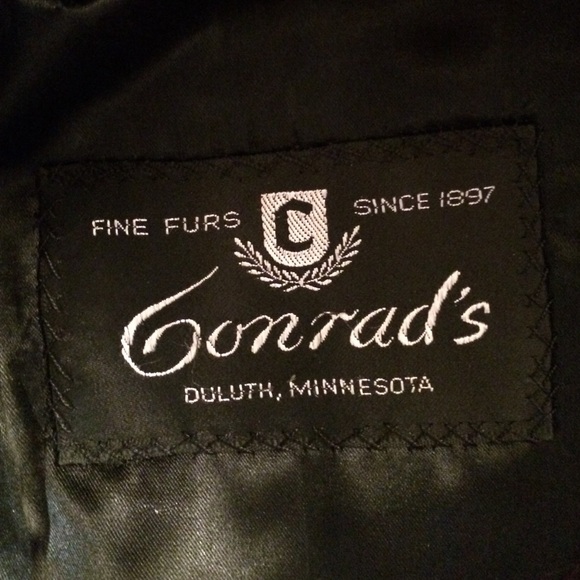 FINE FURS C SINCE 1897
Conrad's
DULUTH, MINNESOTA